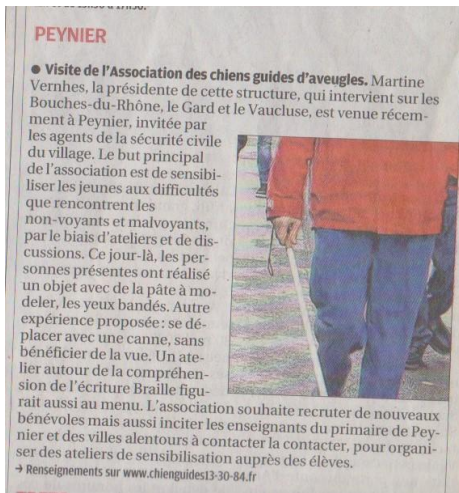 PEYNIER
● Visite de l'Association des chiens guides d'aveugles. Martine
Vernhes, la présidente de cette structure, qui intervient sur les
Bouches-du-Rhône, le Gard et le Vaucluse, est venue récem-
ment à Peynier, invitée par
les agents de la sécurité civile
du village. Le but principal
de l'association est de sensibi-
liser les jeunes aux difficultés
que rencontrent les
non-voyants et malvoyants,
par le biais d'ateliers et de dis-
cussions. Ce jour-là, les per-
sonnes présentes ont réalisé
un objet avec de la pâte à mo-
deler, les yeux bandés. Autre
expérience proposée : se dé-
placer avec une canne, sans
bénéficier de la vue. Un ate-
lier autour de la compréhen-
sion de l'écriture Braille figu-
rait aussi au menu. L'association souhaite recruter de nouveaux
bénévoles mais aussi inciter les enseignants du primaire de Pey-
nier et des villes alentours à contacter la contacter, pour organi-
ser des ateliers de sensibilisation auprès des élèves.
→ Renseignements sur www.chienguides13-30-84.fr